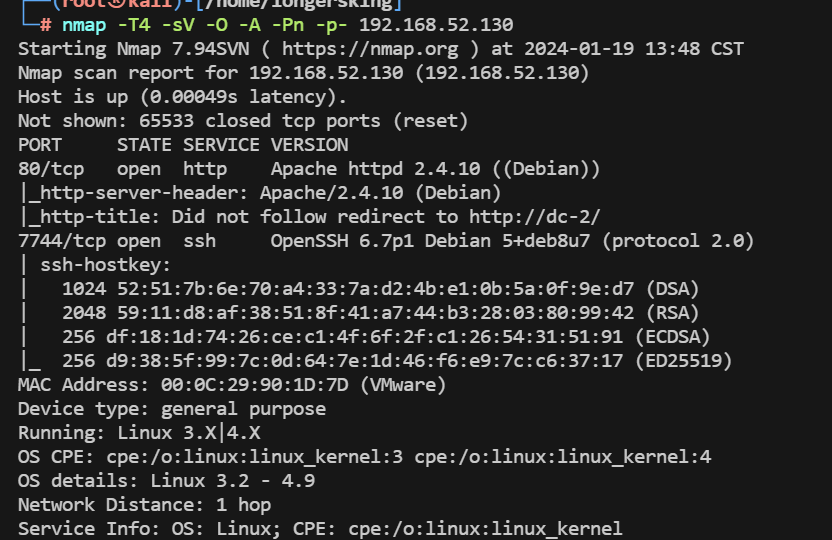 ┌──(root㉿kali)-[/home/longersking]
└─# nmap -T4 -sV -O -A -Pn -p- 192.168.52.130
Starting Nmap 7.94SVN ( https://nmap.org ) at 2024-01-19 13:48 CST
Nmap scan report for 192.168.52.130 (192.168.52.130)
Host is up (0.00049s latency).
Not shown: 65533 closed tcp ports (reset)
PORT     STATE SERVICE VERSION
80/tcp   open  http    Apache httpd 2.4.10 ((Debian))
|_http-server-header: Apache/2.4.10 (Debian)
|_http-title: Did not follow redirect to http://dc-2/
7744/tcp open  ssh     OpenSSH 6.7p1 Debian 5+deb8u7 (protocol 2.0)
| ssh-hostkey:
|   1024 52:51:7b:6e:70:a4:33:7a:d2:4b:e1:0b:5a:0f:9e:d7 (DSA)
|   2048 59:11:d8:af:38:51:8f:41:a7:44:b3:28:03:80:99:42 (RSA)
|   256 df:18:1d:74:26:ce:c1:4f:6f:2f:c1:26:54:31:51:91 (ECDSA)
|_  256 d9:38:5f:99:7c:0d:64:7e:1d:46:f6:e9:7c:c6:37:17 (ED25519)
MAC Address: 00:0C:29:90:1D:7D (VMware)
Device type: general purpose
Running: Linux 3.X|4.X
OS CPE: cpe:/o:linux:linux_kernel:3 cpe:/o:linux:linux_kernel:4
OS details: Linux 3.2 - 4.9
Network Distance: 1 hop
Service Info: OS: Linux; CPE: cpe:/o:linux:linux_kernel